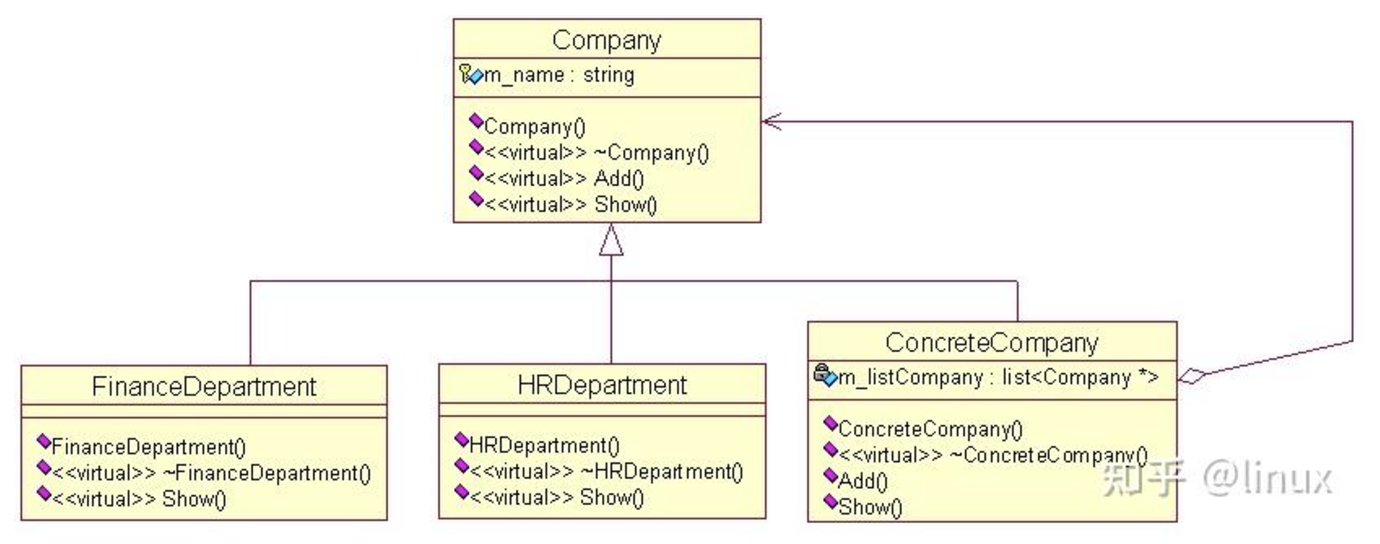 Company
m_name : string
Company()
<<virtual>> ~Company()
<<virtual>> Add()
<<virtual>> Show()
FinanceDepartment
FinanceDepartment()
<<virtual>> ~FinanceDepartment()
<<virtual>> Show()
HRDepartment
HRDepartment()
<<virtual>> ~HRDepartment()
<<virtual>> Show()
ConcreteCompany
m_listCompany : list<Company *>
ConcreteCompany()
<<virtual>> ~ConcreteCompany()
Add()
Show()
知乎 @linux